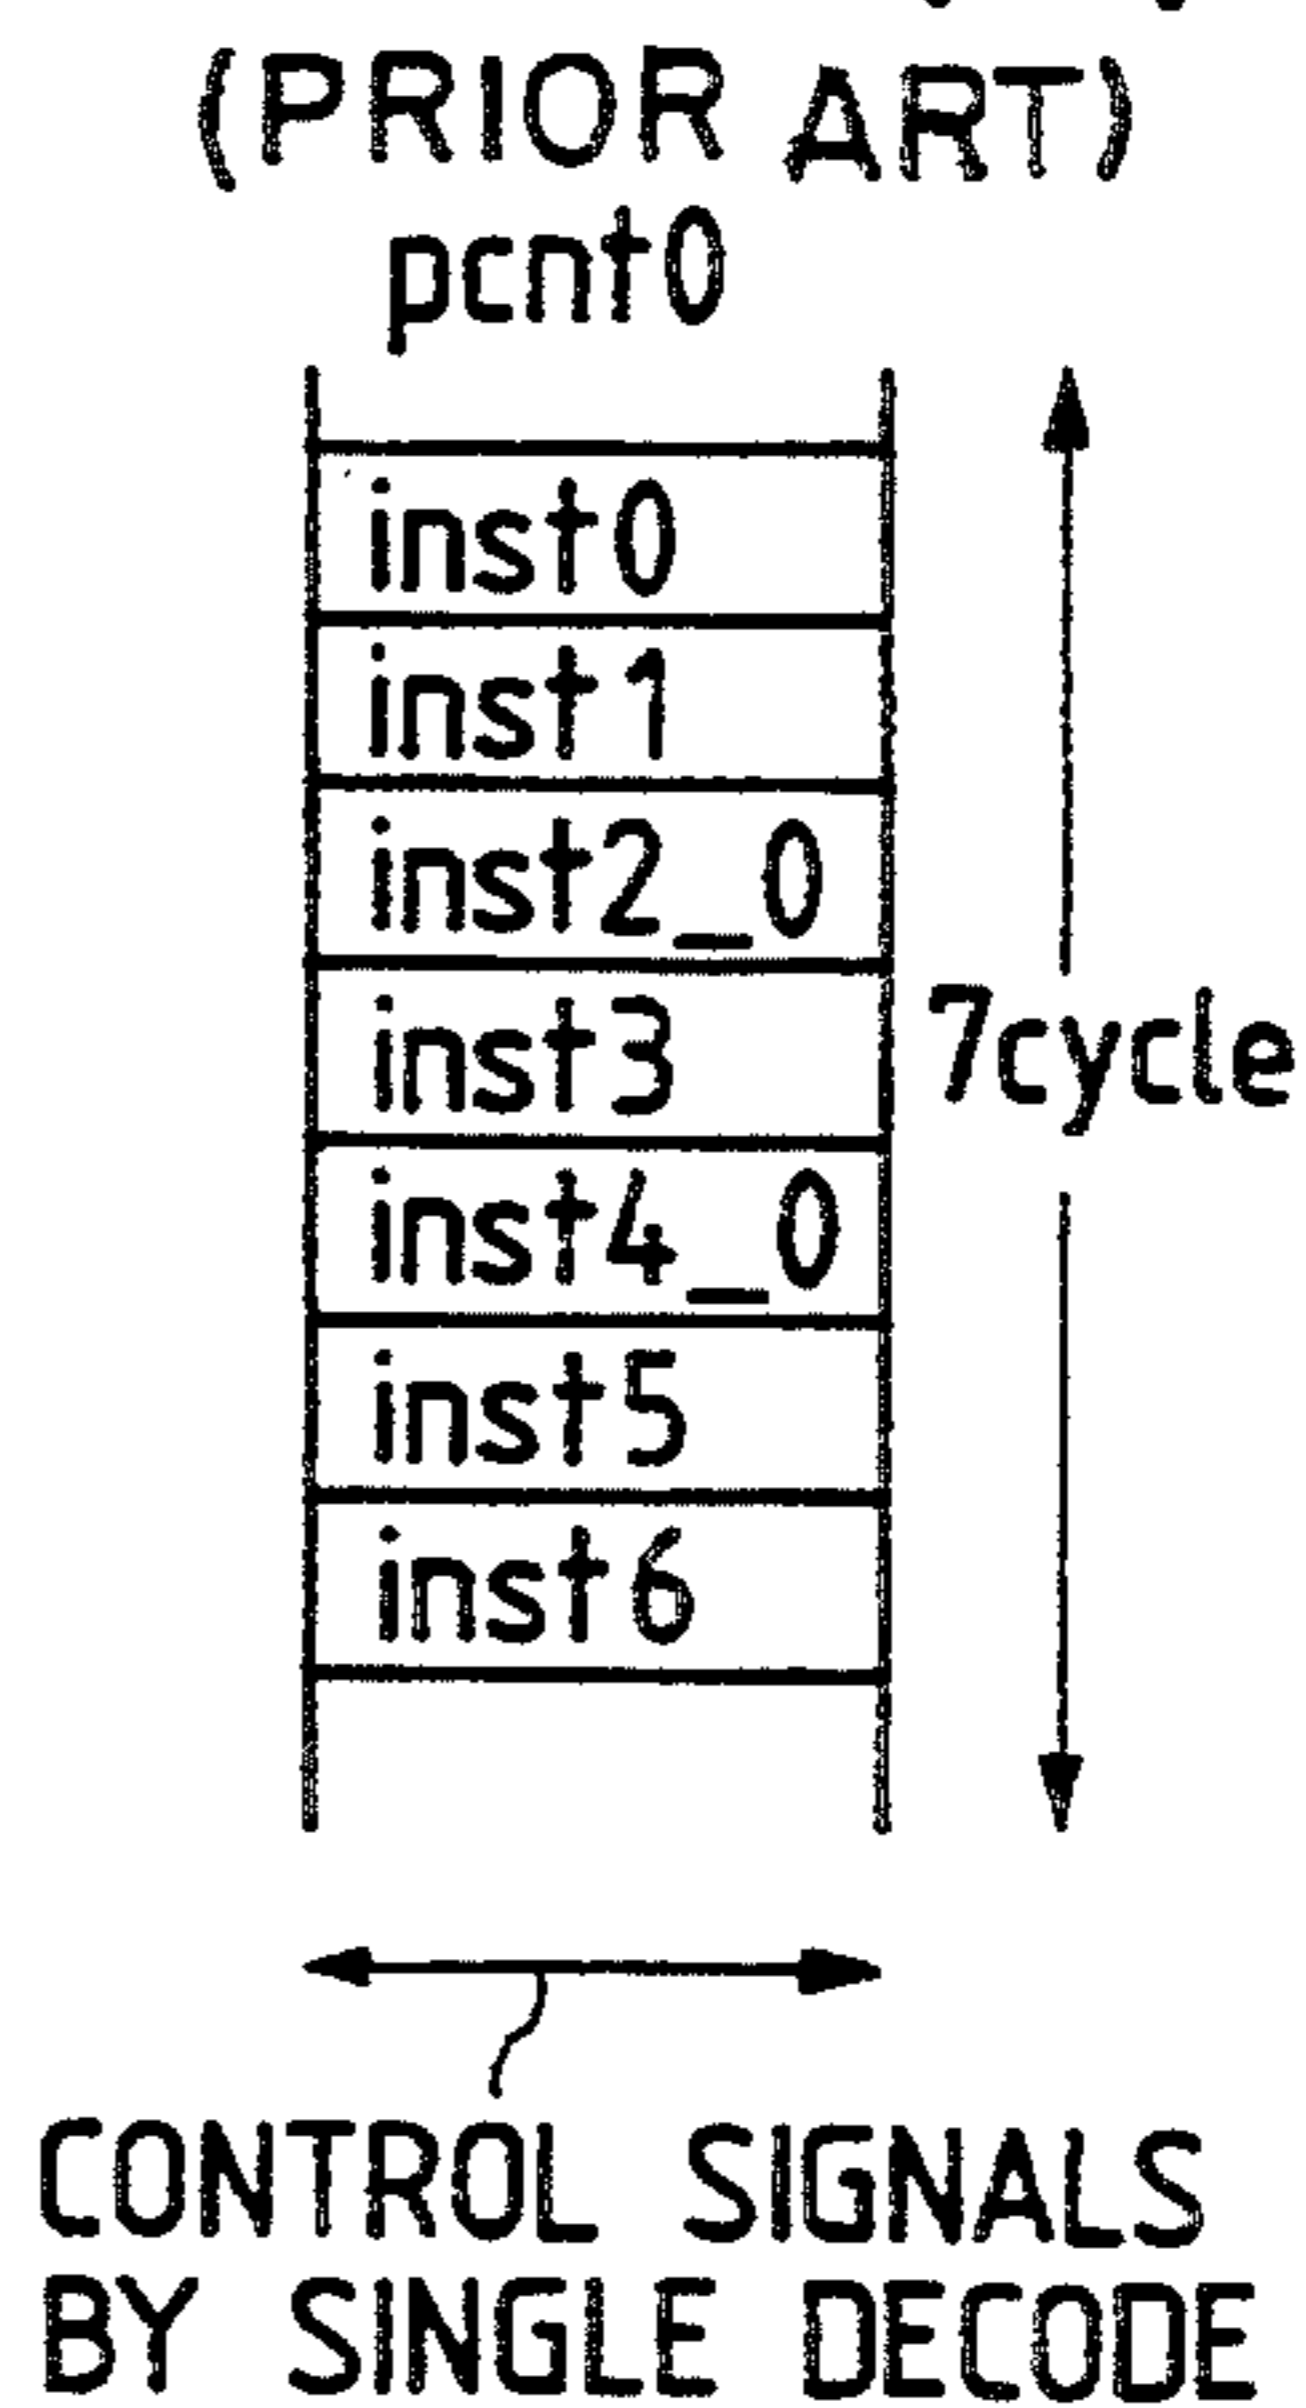 (PRIOR ART)
pcnt0
inst0
inst1
inst2_0
inst3
7cycle
inst4_0
inst5
inst6
CONTROL SIGNALS
BY SINGLE DECODE